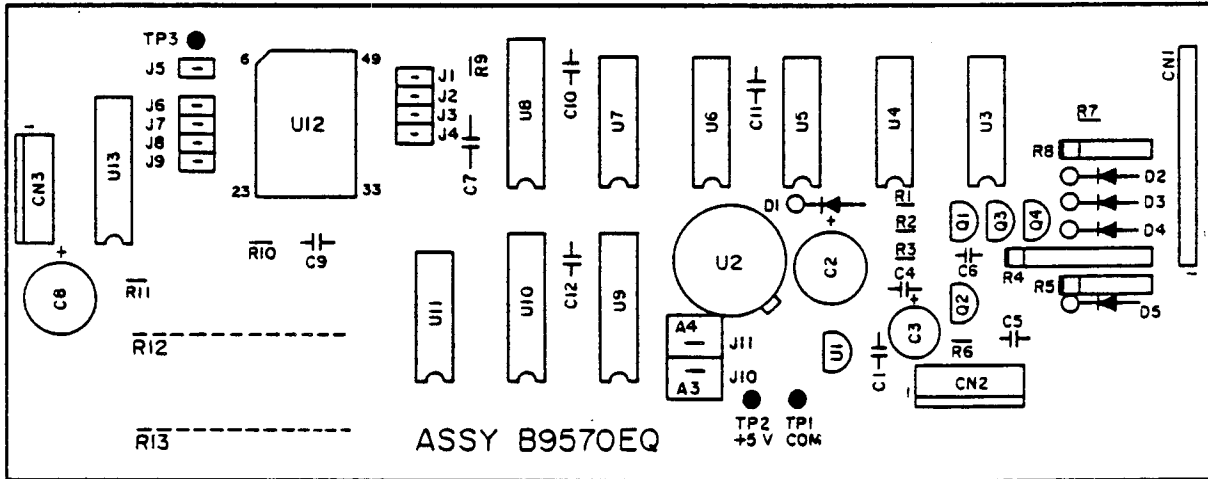 TP3
J5
J6
J7
J8
J9
6
49
23
33
U12
U13
CN3
C8
R11
R10
C9
J1
J2
J3
J4
R9
C7
U8
C10
U7
U6
C11
U5
U4
U3
CN1
R7
R8
D2
D3
D4
D1
R1
R2
R3
C4
Q1
Q3
Q4
C6
R4
R5
D5
U11
U10
C12
U9
U2
C2
A4
J11
A3
J10
U1
C1
C3
Q2
R6
C5
CN2
R12
R13
TP2
+5 V
TP1
COM
ASSY B9570EQ